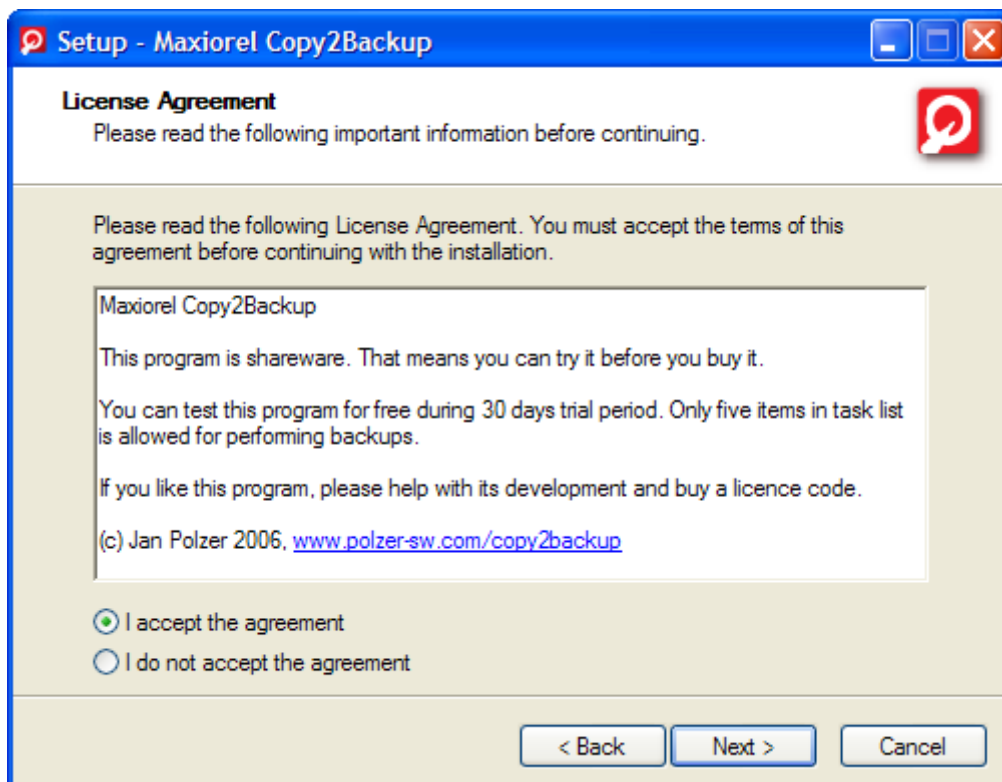 Setup - Maxiorel Copy2Backup
License Agreement
Please read the following important information before continuing.
Please read the following License Agreement. You must accept the terms of this
agreement before continuing with the installation.
Maxiorel Copy2Backup
This program is shareware. That means you can try it before you buy it.
You can test this program for free during 30 days trial period. Only five items in task list
is allowed for performing backups.
If you like this program, please help with its development and buy a licence code.
(c) Jan Polzer 2006, www.polzer-sw.com/copy2backup
I accept the agreement
I do not accept the agreement
< Back Next > Cancel